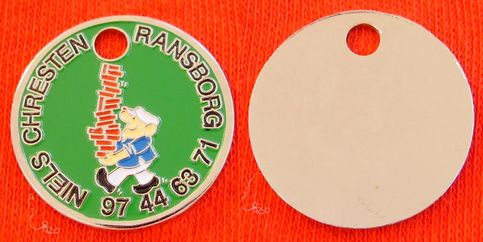 NIELS CHRESTEN RANSBORG
97 44 63 71